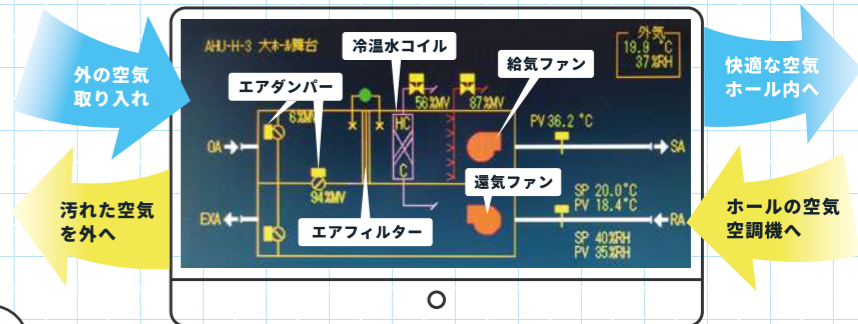 外の空気
取り入れ
汚れた空気
を外へ
AHU-H-3 大ホール舞台
冷温水コイル
給気ファン
エアダンパー
外気
19.9 °C
37%RH
56%MV
87%MV
6%MV
HC
C
PV 36.2 °C
OA
SA
94%MV
還気ファン
SP 20.0°C
PV 18.4°C
EXA
RA
エアフィルター
SP 40%RH
PV 35%RH
快適な空気
ホール内へ
ホールの空気
空調機へ